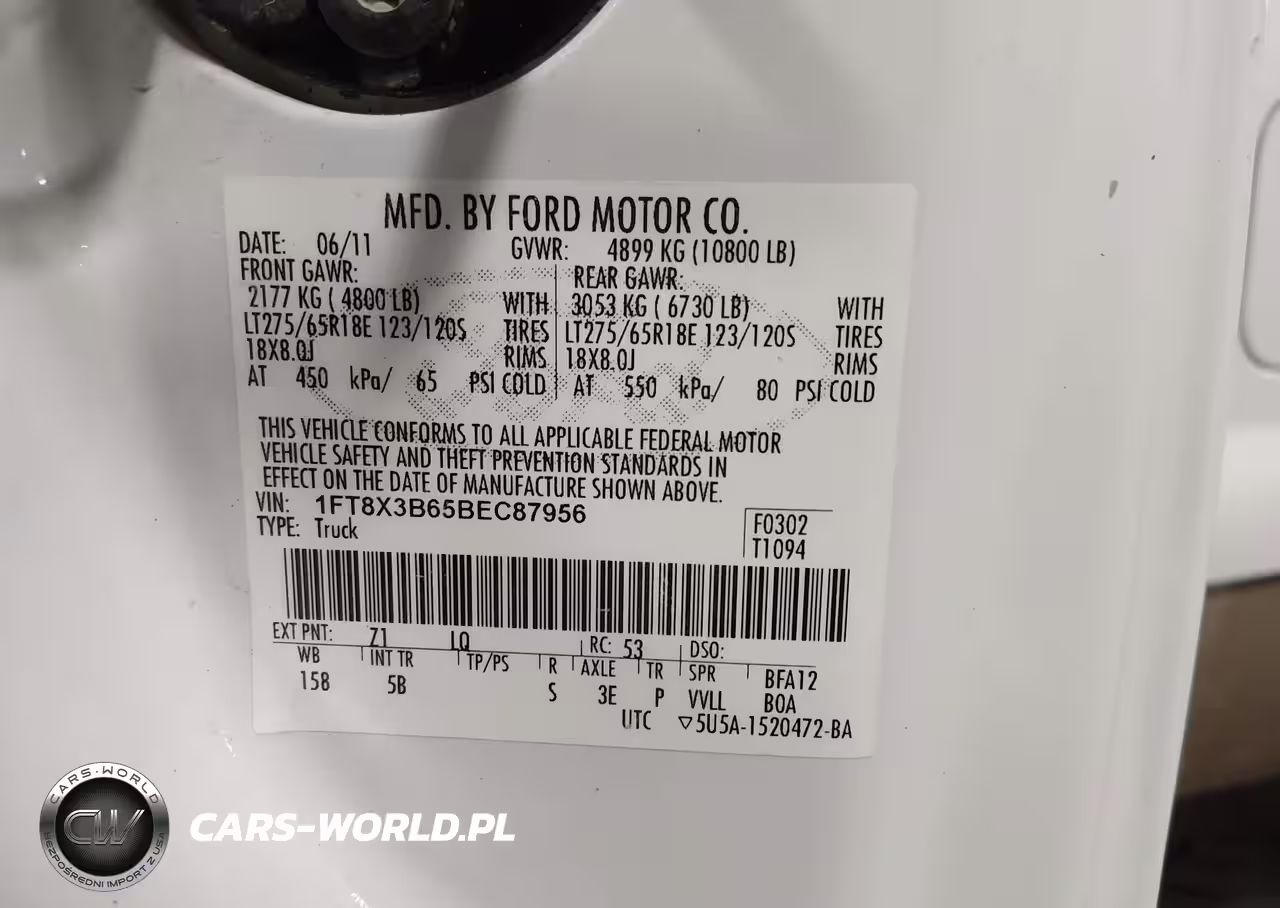 MFD. BY FORD MOTOR CO.
DATE: 06/11 GVWR: 4899 KG (10800 LB)
FRONT GAWR: REAR GAWR:
2177 KG ( 4800 LB) WITH 3053 KG ( 6730 LB) WITH
LT275/65R18E 123/120S TIRES LT275/65R18E 123/120S TIRES
18X8.0J RIMS 18X8.0J RIMS
AT 450 kPa/ 65 PSI COLD AT 550 kPa/ 80 PSI COLD
THIS VEHICLE CONFORMS TO ALL APPLICABLE FEDERAL MOTOR
VEHICLE SAFETY AND THEFT PREVENTION STANDARDS IN
EFFECT ON THE DATE OF MANUFACTURE SHOWN ABOVE.
VIN: 1FT8X3B65BEC87956
TYPE: Truck
F0302
T1094
EXT PNT: Z1 LQ RC: 53 DSO:
WB INT TR TP/PS R AXLE TR SPR BFA12
158 5B S 3E P VVLL BOA
UTC ▽5U5A-1520472-BA
CARS-WORLD
CW
BEZPOŚREDNI IMPORT Z USA
CARS-WORLD.PL